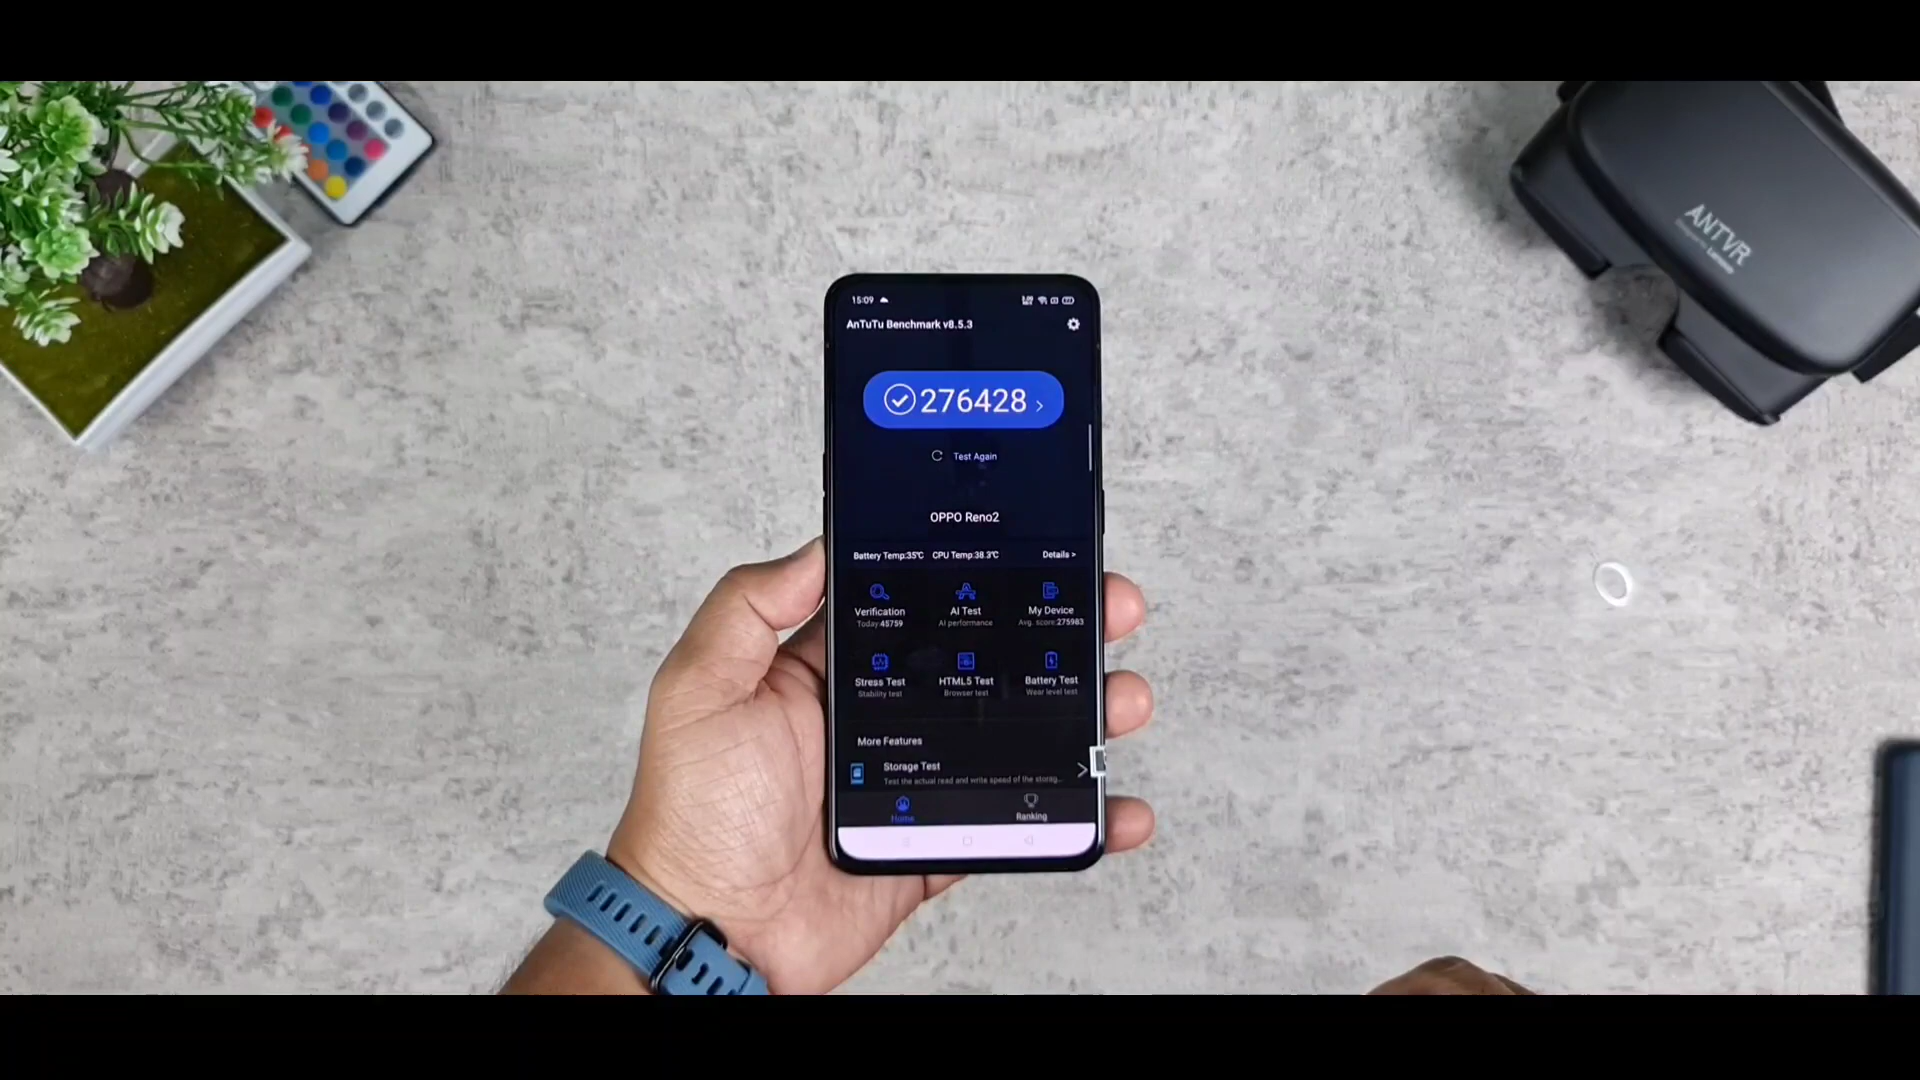 ANTVR
15:09
AnTuTu Benchmark v8.5.3
276428 >
Test Again
OPPO Reno2
Battery Temp:35℃ CPU Temp:38.3℃ Details >
Verification AI Test My Device
Today:45759 AI performance Avg. score:275983
Stress Test HTML5 Test Battery Test
Stability test Browser test Wear level test
More Features
Storage Test
Test the actual read and write speed of the storag...
Home Ranking